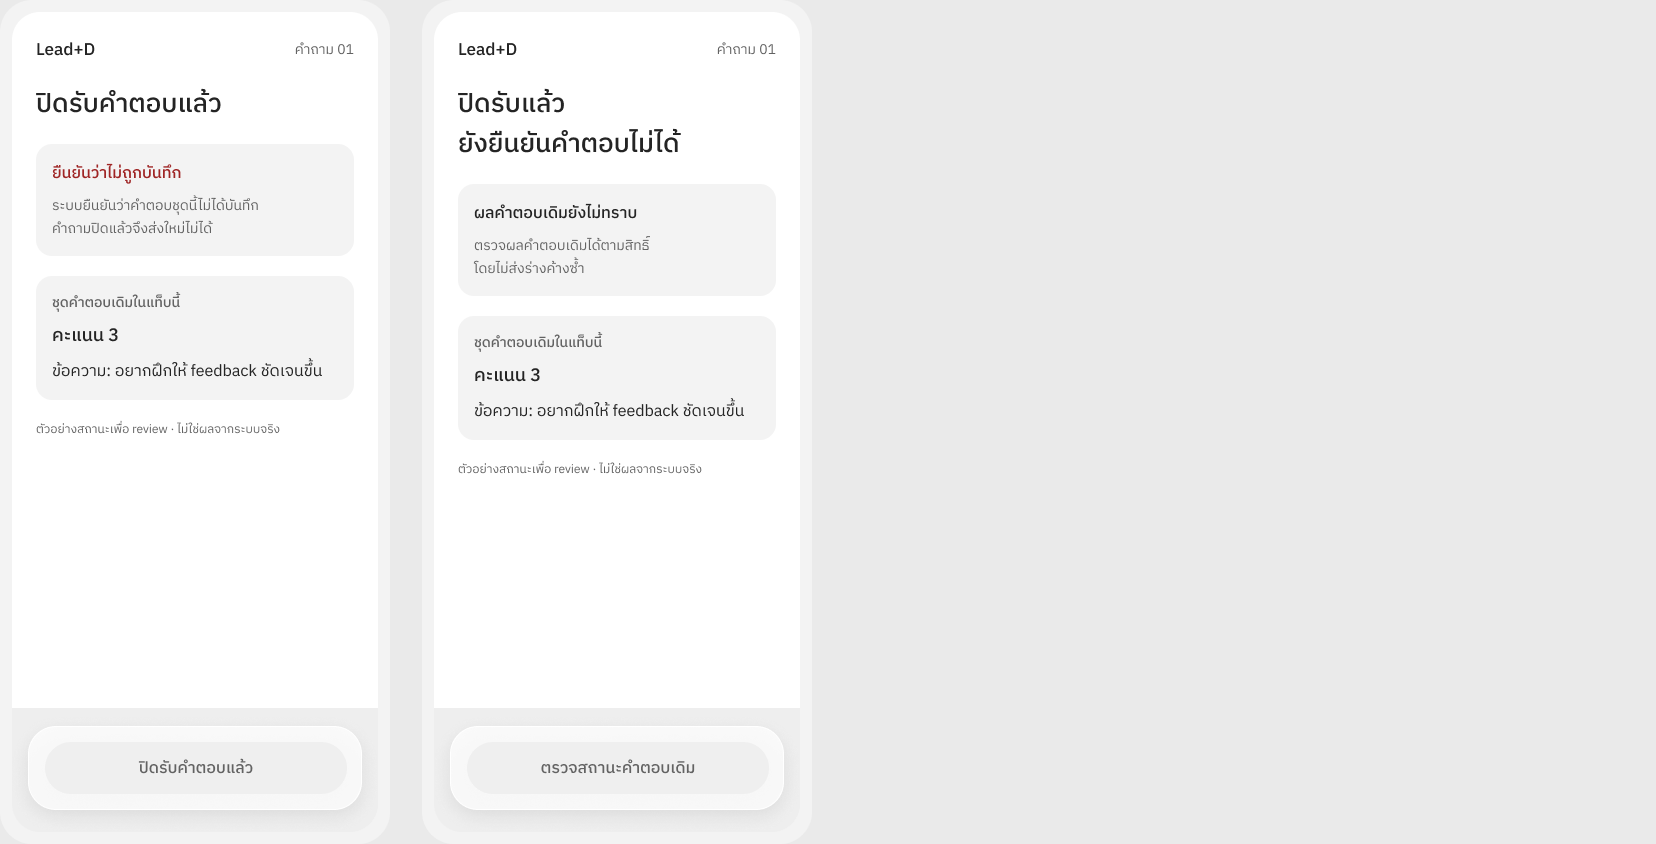 Lead+D
คำถาม 01
ปิดรับคำตอบแล้ว
ยืนยันว่าไม่ถูกบันทึก
ระบบยืนยันว่าคำตอบชุดนี้ไม่ได้บันทึก
คำถามปิดแล้วจึงส่งใหม่ไม่ได้
ชุดคำตอบเดิมในแท็บนี้
คะแนน 3
ข้อความ: อยากฝึกให้ feedback ชัดเจนขึ้น
ตัวอย่างสถานะเพื่อ review · ไม่ใช่ผลจากระบบจริง
ปิดรับคำตอบแล้ว
Lead+D
คำถาม 01
ปิดรับแล้ว
ยังยืนยันคำตอบไม่ได้
ผลคำตอบเดิมยังไม่ทราบ
ตรวจผลคำตอบเดิมได้ตามสิทธิ์
โดยไม่ส่งร่างค้างซ้ำ
ชุดคำตอบเดิมในแท็บนี้
คะแนน 3
ข้อความ: อยากฝึกให้ feedback ชัดเจนขึ้น
ตัวอย่างสถานะเพื่อ review · ไม่ใช่ผลจากระบบจริง
ตรวจสถานะคำตอบเดิม